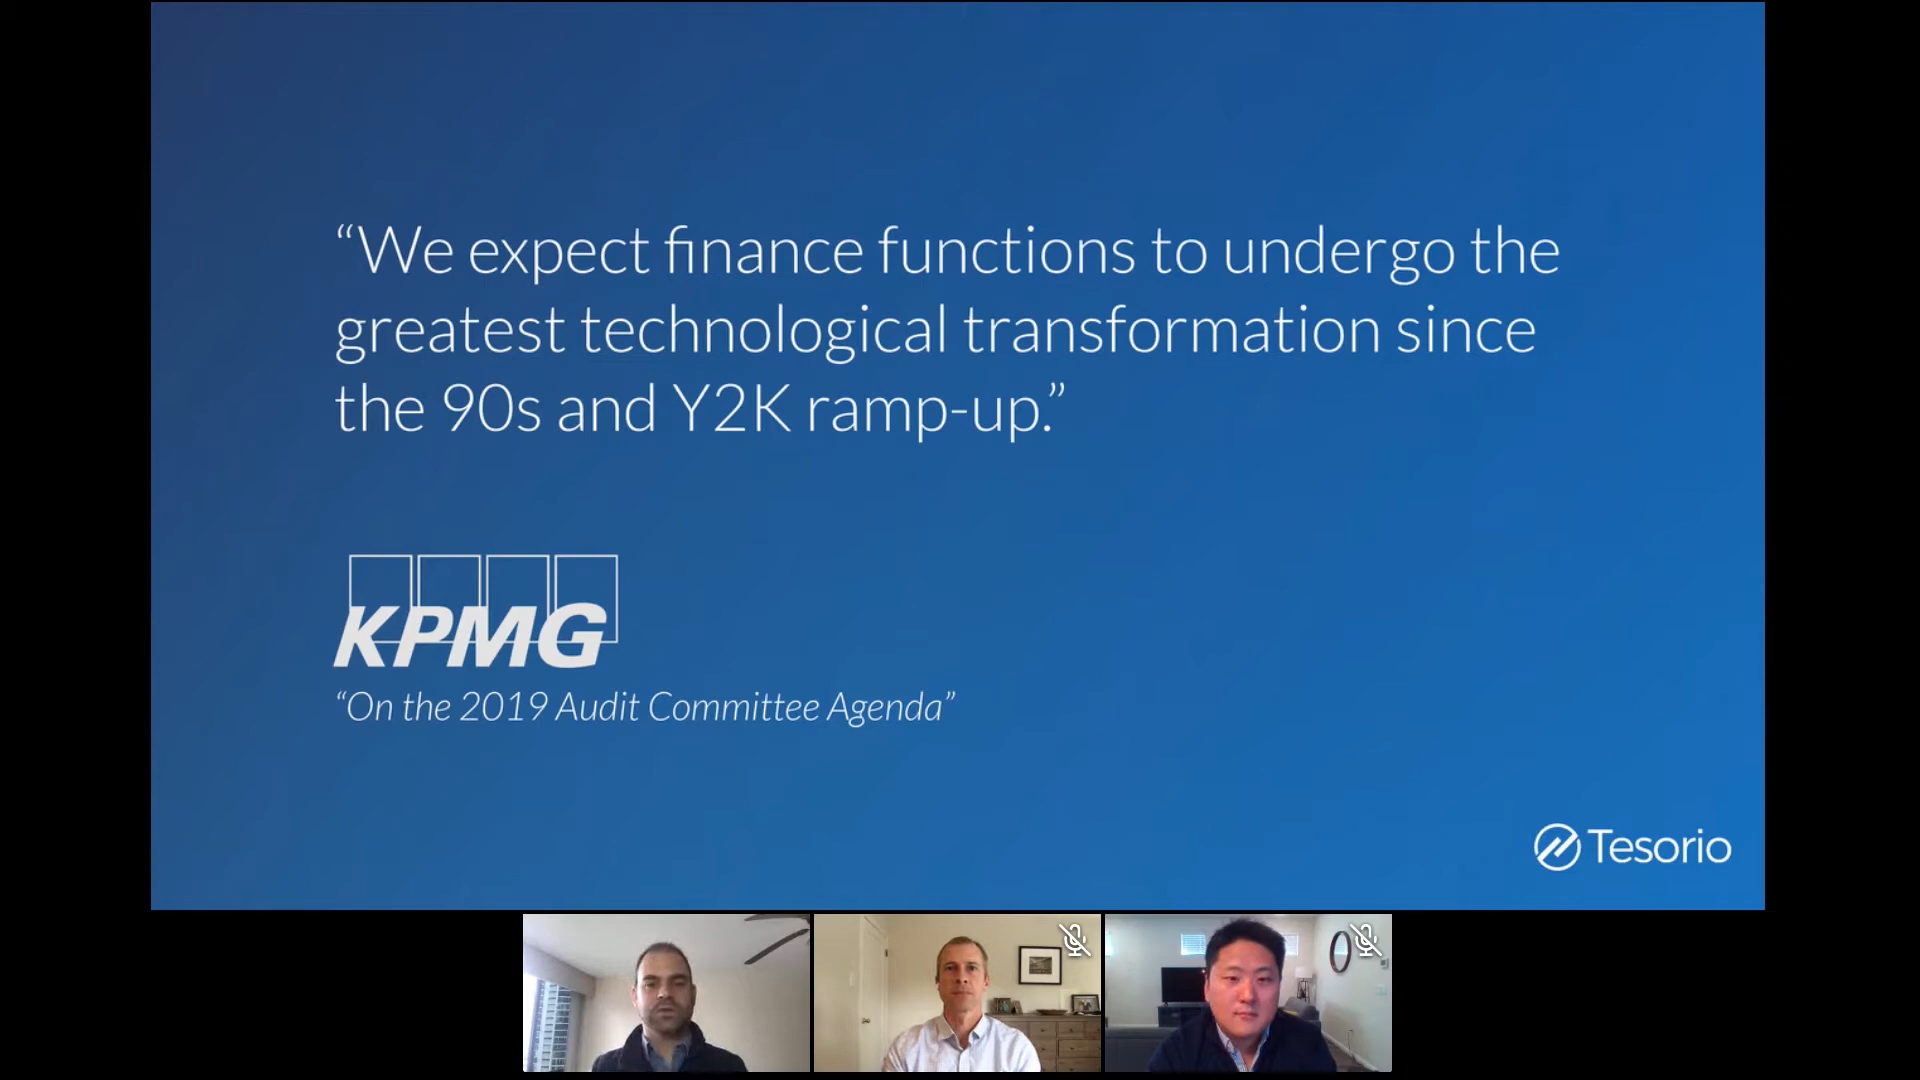 “We expect finance functions to undergo the
greatest technological transformation since
the 90s and Y2K ramp-up.”
KPMG
“On the 2019 Audit Committee Agenda”
Tesorio